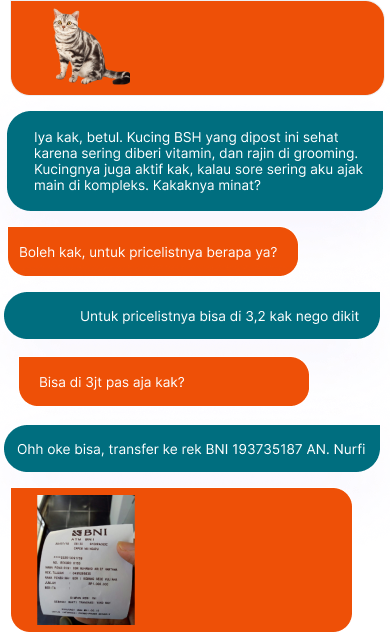 Iya kak, betul. Kucing BSH yang dipost ini sehat
karena sering diberi vitamin, dan rajin di grooming.
Kucingnya juga aktif kak, kalau sore sering aku ajak
main di kompleks. Kakaknya minat?
Boleh kak, untuk pricelistnya berapa ya?
Untuk pricelistnya bisa di 3,2 kak nego dikit
Bisa di 3jt pas aja kak?
Ohh oke bisa, transfer ke rek BNI 193735187 AN. Nurfi
BNI